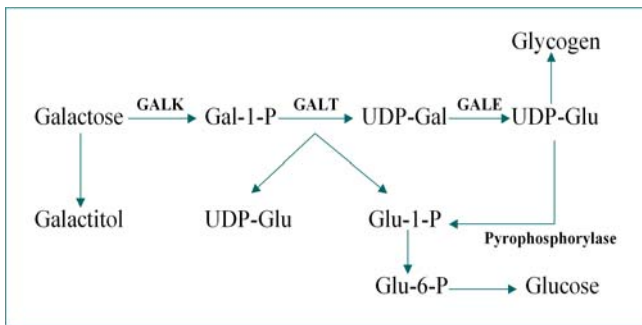 Glycogen
GALK GALT GALE
Galactose Gal-1-P UDP-Gal UDP-Glu
Galactitol UDP-Glu Glu-1-P
Pyrophosphorylase
Glu-6-P Glucose